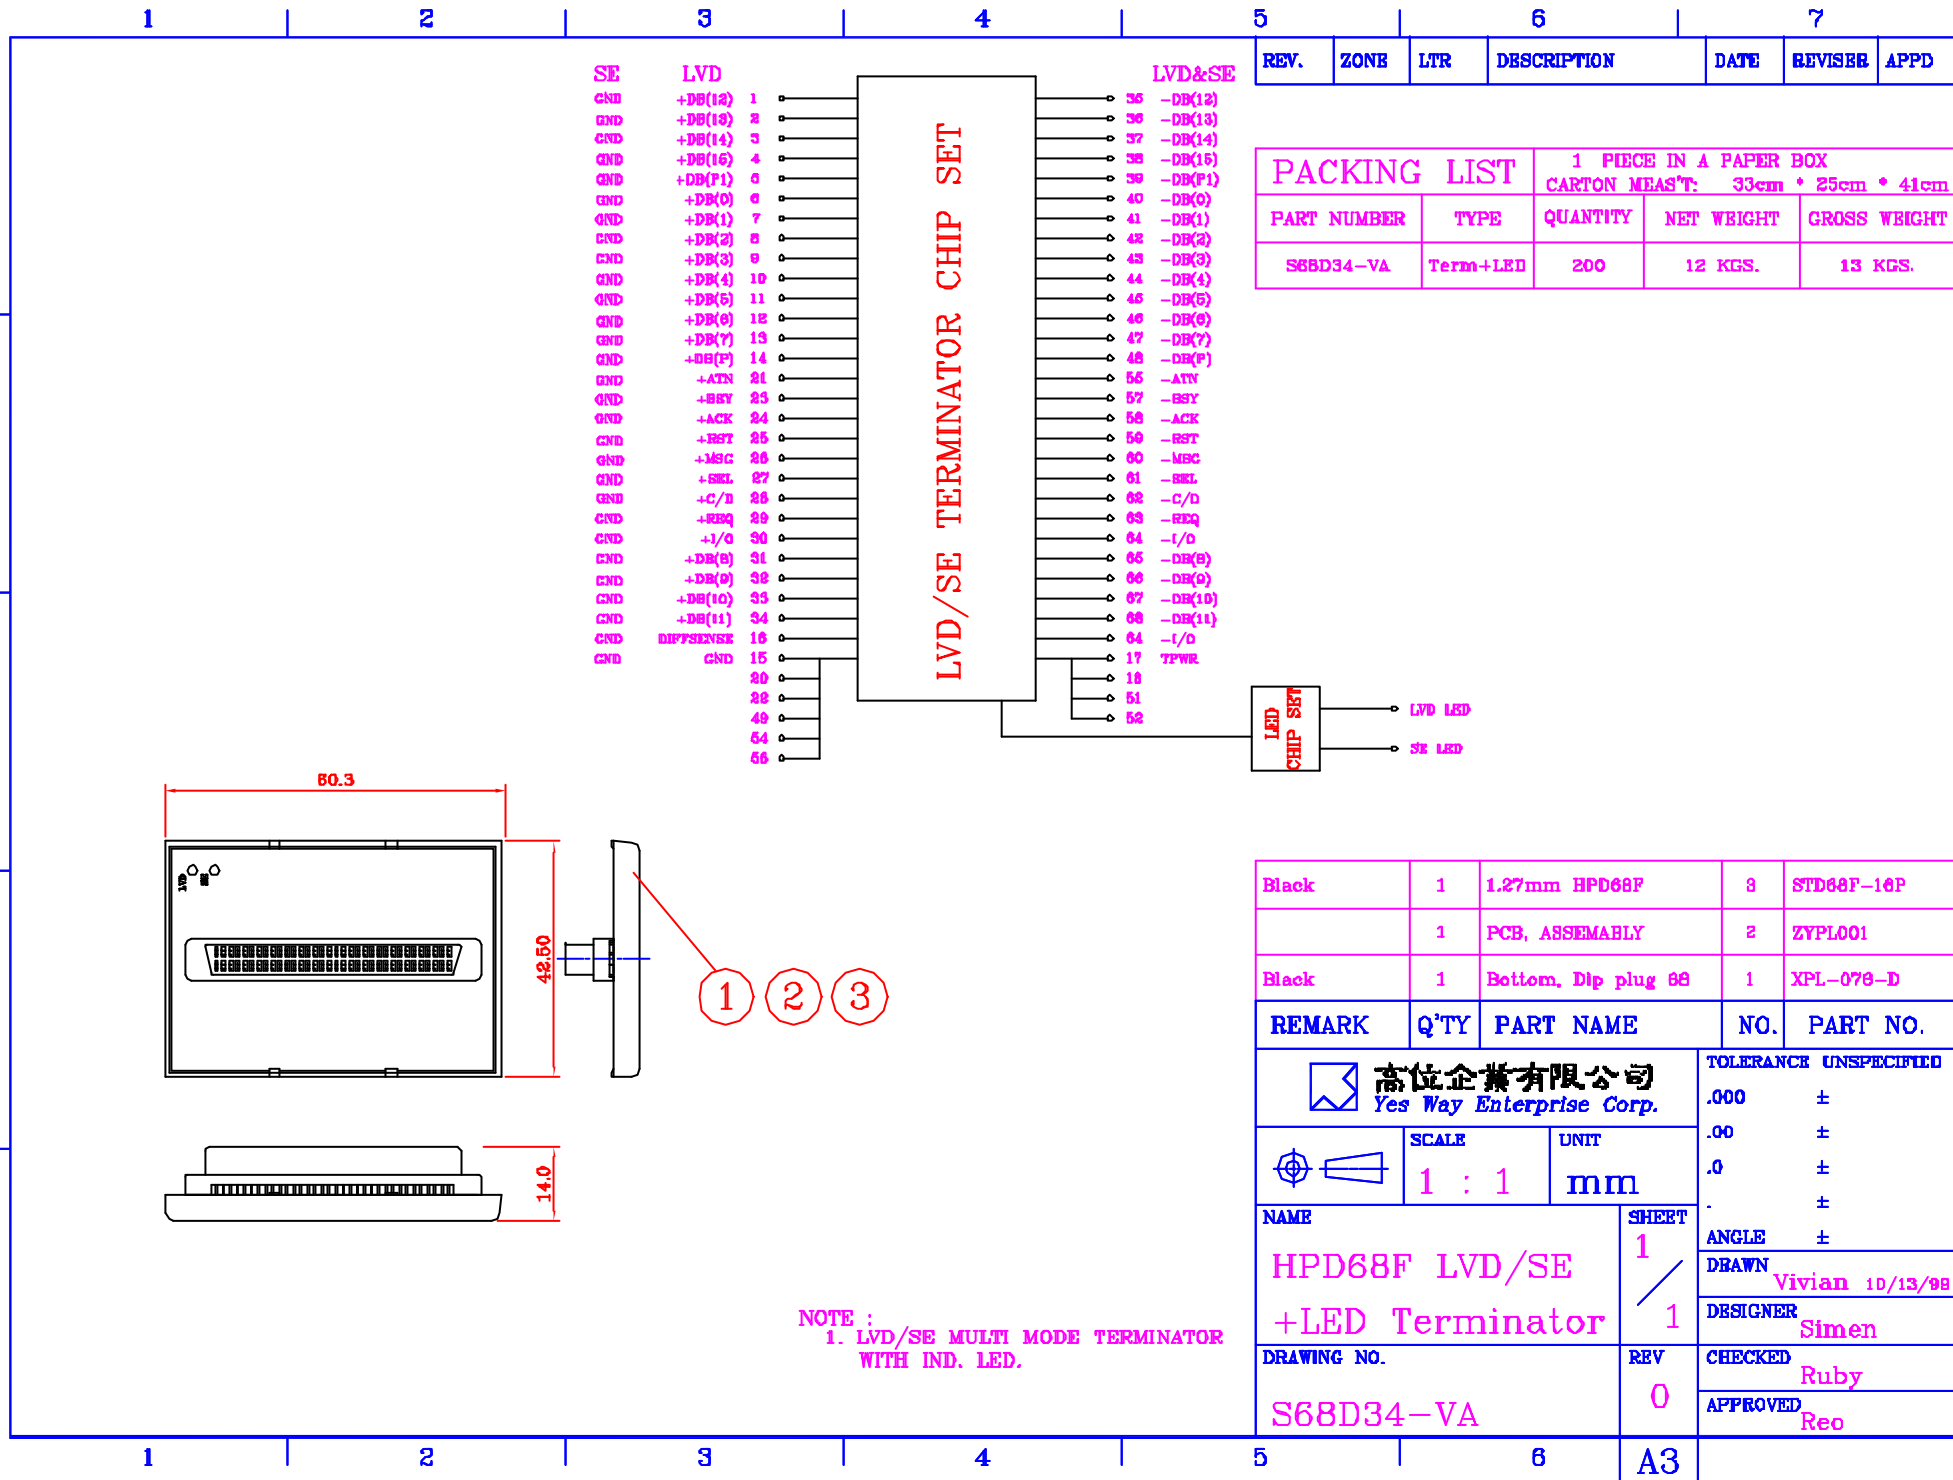 1 2 3 4 5 6 7
REV. ZONE LTR DESCRIPTION DATE REVISER APPD
SE LVD LVD&SE
GND +DB(12) 1 35 -DB(12)
GND +DB(13) 2 36 -DB(13)
GND +DB(14) 3 37 -DB(14)
GND +DB(15) 4 38 -DB(15)
GND +DB(P1) 5 39 -DB(P1)
GND +DB(0) 6 40 -DB(0)
GND +DB(1) 7 41 -DB(1)
GND +DB(2) 8 42 -DB(2)
GND +DB(3) 9 43 -DB(3)
GND +DB(4) 10 44 -DB(4)
GND +DB(5) 11 45 -DB(5)
GND +DB(6) 12 46 -DB(6)
GND +DB(7) 13 47 -DB(7)
GND +DB(P) 14 48 -DB(P)
GND +ATN 21 55 -ATN
GND +BSY 23 57 -BSY
GND +ACK 24 58 -ACK
GND +RST 25 59 -RST
GND +MSG 26 60 -MSG
GND +SEL 27 61 -SEL
GND +C/D 28 62 -C/D
GND +REQ 29 63 -REQ
GND +I/O 30 64 -I/O
GND +DB(8) 31 65 -DB(8)
GND +DB(9) 32 66 -DB(9)
GND +DB(10) 33 67 -DB(10)
GND +DB(11) 34 68 -DB(11)
GND DIFFSENSE 16 64 -I/O
GND GND 15 17 TPWR
20 18
22 51
49 52
54
56
LVD/SE TERMINATOR CHIP SET
LED
CHIP SET
LVD LED
SE LED
PACKING LIST
1 PIECE IN A PAPER BOX
CARTON MEAS'T: 33cm * 25cm * 41cm
PART NUMBER TYPE QUANTITY NET WEIGHT GROSS WEIGHT
S68D34-VA Term+LED 200 12 KGS. 13 KGS.
60.3
LVD SE
42.50
1 2 3
14.0
Black 1 1.27mm HPD68F 3 STD68F-16P
1 PCB, ASSEMABLY 2 ZYPL001
Black 1 Bottom, Dip plug 68 1 XPL-076-D
REMARK Q'TY PART NAME NO. PART NO.
高位企業有限公司
Yes Way Enterprise Corp.
TOLERANCE UNSPECIFIED
.000 ±
.00 ±
.0 ±
. ±
ANGLE ±
SCALE
1 : 1
UNIT
mm
NAME
HPD68F LVD/SE
+LED Terminator
SHEET
1 / 1
DRAWN Vivian 10/13/98
DESIGNER Simen
CHECKED Ruby
APPROVED Reo
DRAWING NO.
S68D34-VA
REV
0
NOTE :
1. LVD/SE MULTI MODE TERMINATOR
WITH IND. LED.
1 2 3 4 5 6 A3